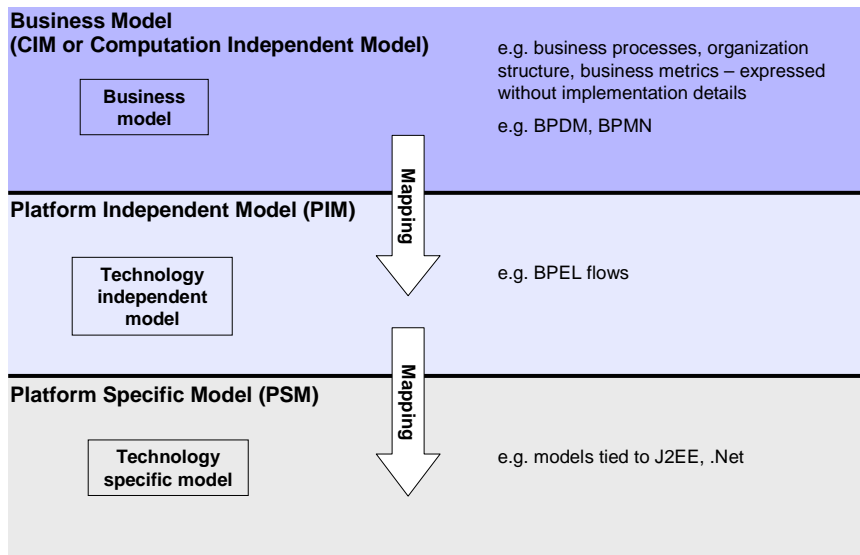 Business Model
(CIM or Computation Independent Model)
e.g. business processes, organization
structure, business metrics – expressed
without implementation details
Business
model
e.g. BPDM, BPMN
Mapping
Platform Independent Model (PIM)
Technology
independent
model
e.g. BPEL flows
Mapping
Platform Specific Model (PSM)
Technology
specific model
e.g. models tied to J2EE, .Net